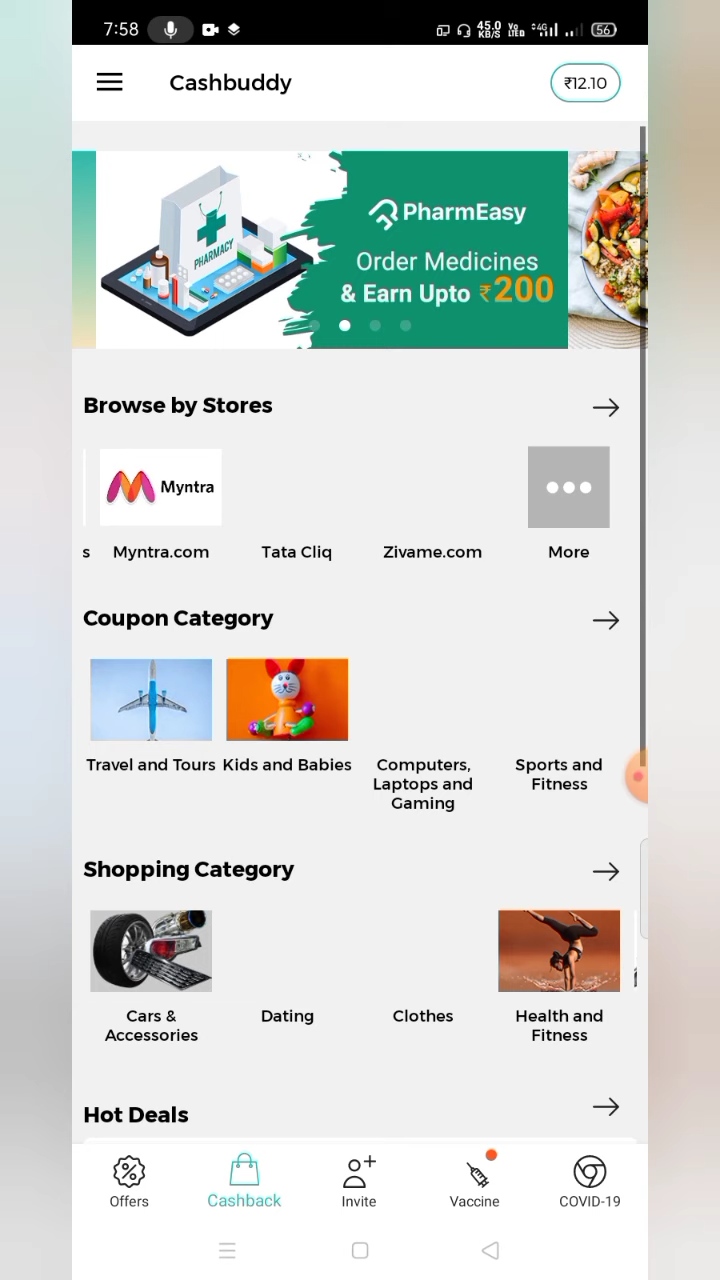 7:58
45.0 KB/S
Vo LTED
4G
56
Cashbuddy
₹12.10
PharmEasy
PHARMACY
Order Medicines
& Earn Upto ₹200
Browse by Stores
Myntra
s
Myntra.com
Tata Cliq
Zivame.com
More
Coupon Category
Travel and Tours
Kids and Babies
Computers,
Laptops and
Gaming
Sports and
Fitness
Shopping Category
Cars &
Accessories
Dating
Clothes
Health and
Fitness
Hot Deals
Offers
Cashback
Invite
Vaccine
COVID-19